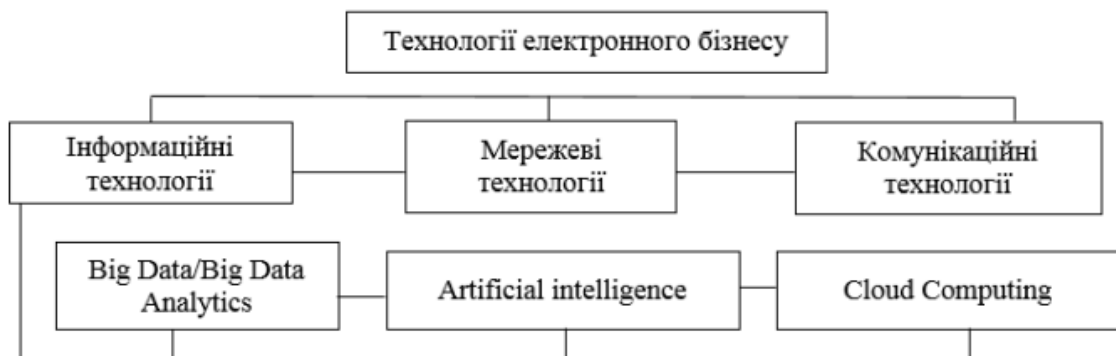 Технології електронного бізнесу
Інформаційні
технології
Мережеві
технології
Комунікаційні
технології
Big Data/Big Data
Analytics
Artificial intelligence
Cloud Computing